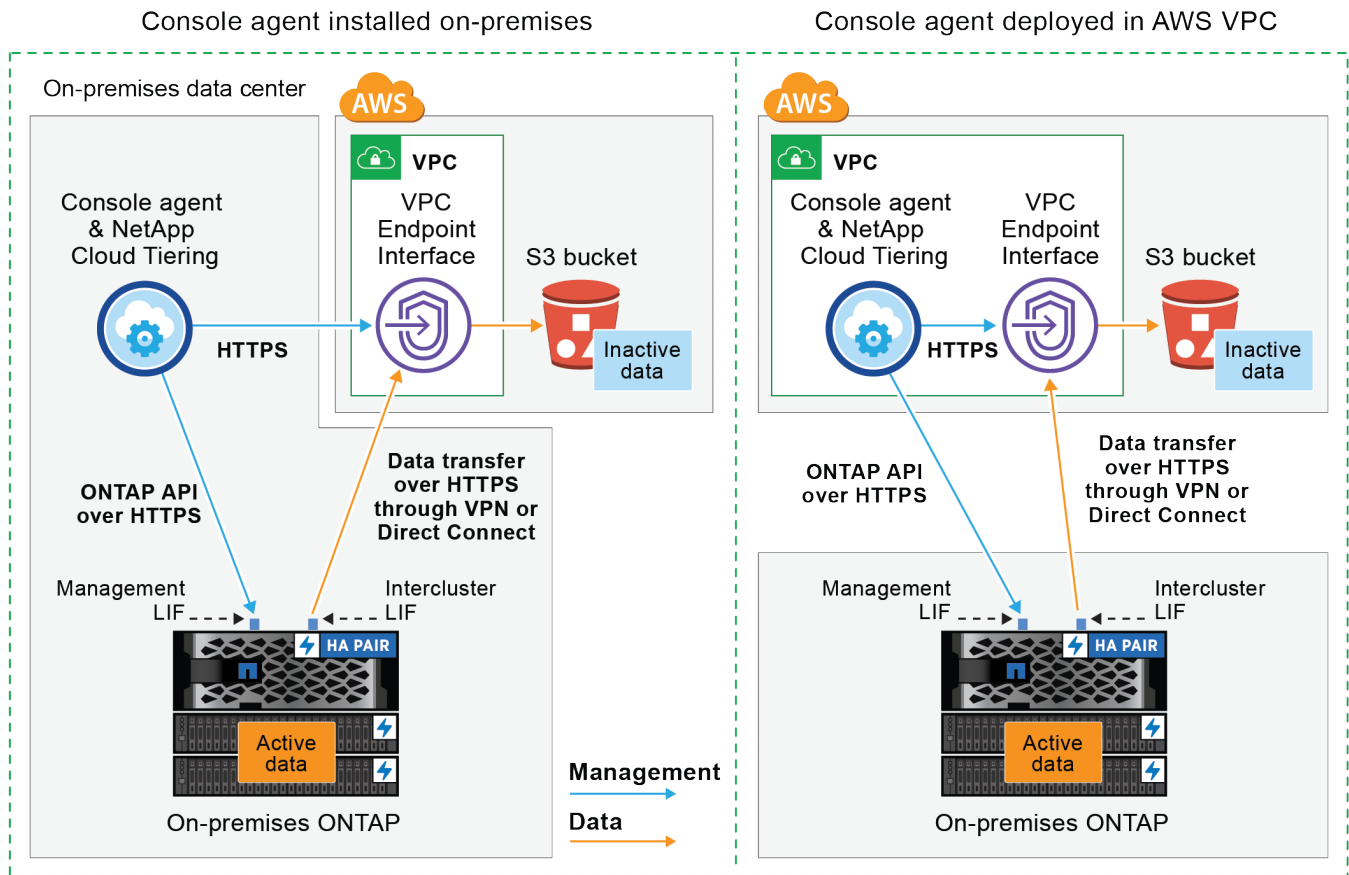 Console agent installed on-premises
On-premises data center
AWS
VPC
Console agent
& NetApp
Cloud Tiering
VPC
Endpoint
Interface
S3 bucket
Inactive
data
HTTPS
ONTAP API
over HTTPS
Data transfer
over HTTPS
through VPN or
Direct Connect
Management
LIF
Intercluster
LIF
HA PAIR
Active
data
On-premises ONTAP
Management
Data
Console agent deployed in AWS VPC
AWS
VPC
Console agent
& NetApp
Cloud Tiering
VPC
Endpoint
Interface
S3 bucket
Inactive
data
HTTPS
ONTAP API
over HTTPS
Data transfer
over HTTPS
through VPN or
Direct Connect
Management
LIF
Intercluster
LIF
HA PAIR
Active
data
On-premises ONTAP